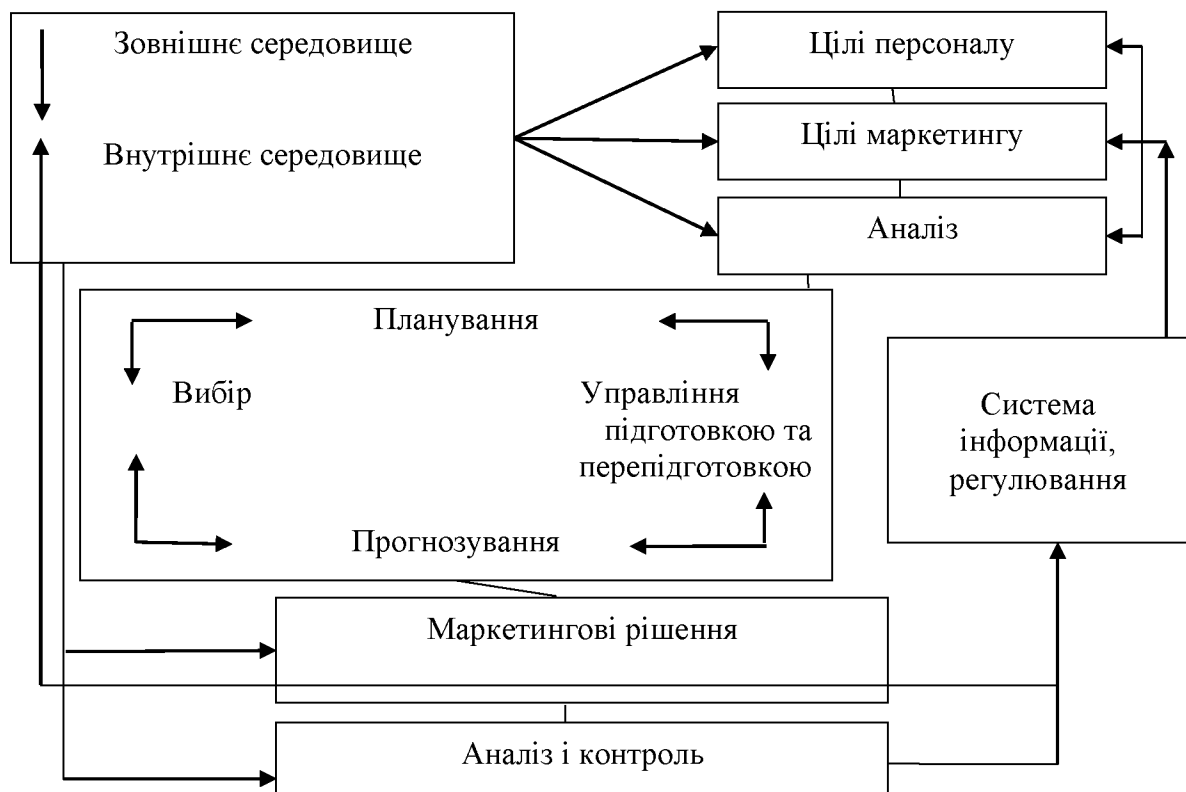 Зовнішнє середовище
Внутрішнє середовище
Цілі персоналу
Цілі маркетингу
Аналіз
Планування
Вибір
Управління
підготовкою та
перепідготовкою
Прогнозування
Система
інформації,
регулювання
Маркетингові рішення
Аналіз і контроль